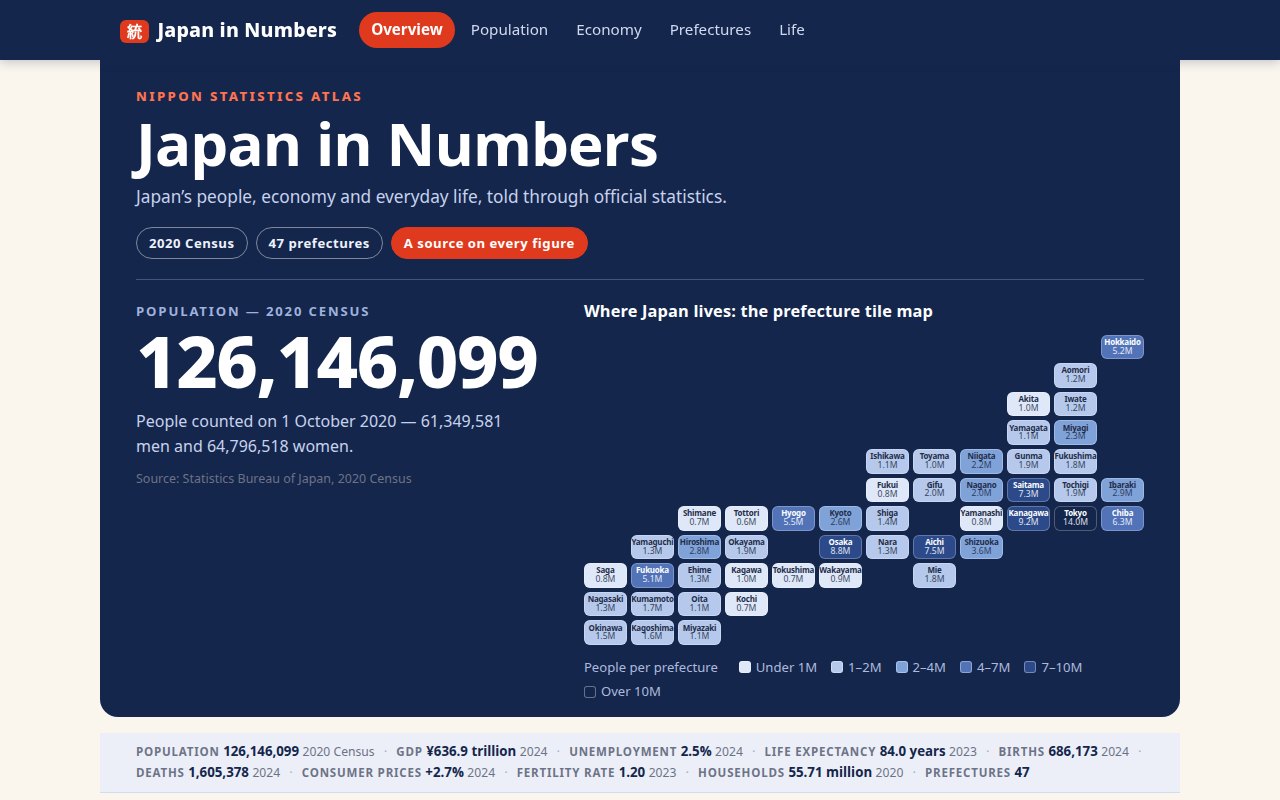 統 Japan in Numbers Overview Population Economy Prefectures Life
NIPPON STATISTICS ATLAS
Japan in Numbers
Japan’s people, economy and everyday life, told through official statistics.
2020 Census 47 prefectures A source on every figure
POPULATION — 2020 CENSUS
126,146,099
People counted on 1 October 2020 — 61,349,581
men and 64,796,518 women.
Source: Statistics Bureau of Japan, 2020 Census
Where Japan lives: the prefecture tile map
Hokkaido
5.2M
Aomori
1.2M
Akita Iwate
1.0M 1.2M
Yamagata Miyagi
1.1M 2.3M
Ishikawa Toyama Niigata Gunma Fukushima
1.1M 1.0M 2.2M 1.9M 1.8M
Fukui Gifu Nagano Saitama Tochigi Ibaraki
0.8M 2.0M 2.0M 7.3M 1.9M 2.9M
Shimane Tottori Hyogo Kyoto Shiga Yamanashi Kanagawa Tokyo Chiba
0.7M 0.6M 5.5M 2.6M 1.4M 0.8M 9.2M 14.0M 6.3M
Yamaguchi Hiroshima Okayama Osaka Nara Aichi Shizuoka
1.3M 2.8M 1.9M 8.8M 1.3M 7.5M 3.6M
Saga Fukuoka Ehime Kagawa Tokushima Wakayama Mie
0.8M 5.1M 1.3M 1.0M 0.7M 0.9M 1.8M
Nagasaki Kumamoto Oita Kochi
1.3M 1.7M 1.1M 0.7M
Okinawa Kagoshima Miyazaki
1.5M 1.6M 1.1M
People per prefecture Under 1M 1–2M 2–4M 4–7M 7–10M
Over 10M
POPULATION 126,146,099 2020 Census · GDP ¥636.9 trillion 2024 · UNEMPLOYMENT 2.5% 2024 · LIFE EXPECTANCY 84.0 years 2023 · BIRTHS 686,173 2024 ·
DEATHS 1,605,378 2024 · CONSUMER PRICES +2.7% 2024 · FERTILITY RATE 1.20 2023 · HOUSEHOLDS 55.71 million 2020 · PREFECTURES 47